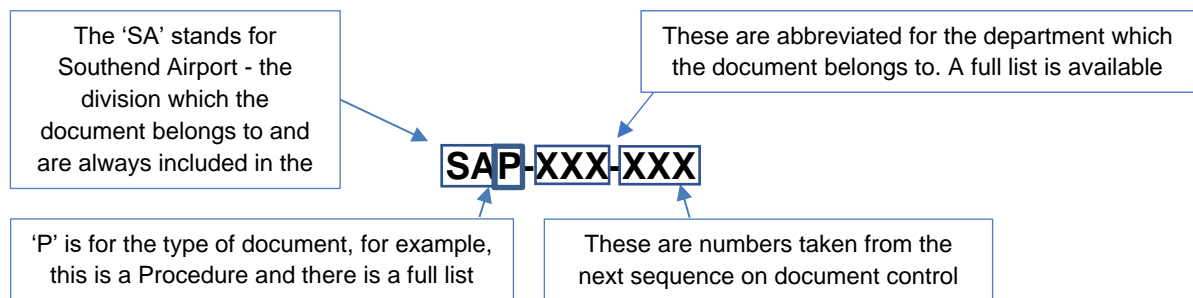 The ‘SA’ stands for
Southend Airport - the
division which the
document belongs to and
are always included in the
These are abbreviated for the department which
the document belongs to. A full list is available
SAP-XXX-XXX
‘P’ is for the type of document, for example,
this is a Procedure and there is a full list
These are numbers taken from the
next sequence on document control